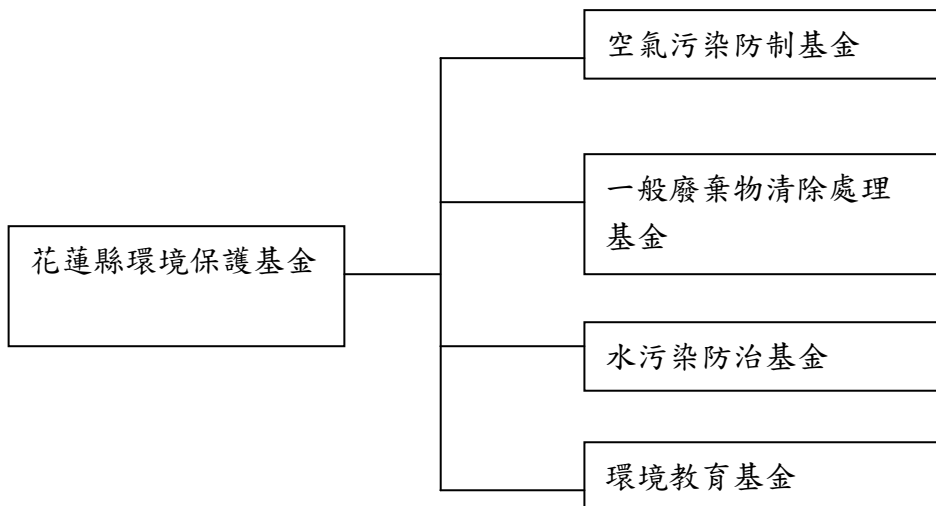 空氣污染防制基金
一般廢棄物清除處理
基金
花蓮縣環境保護基金
水污染防治基金
環境教育基金